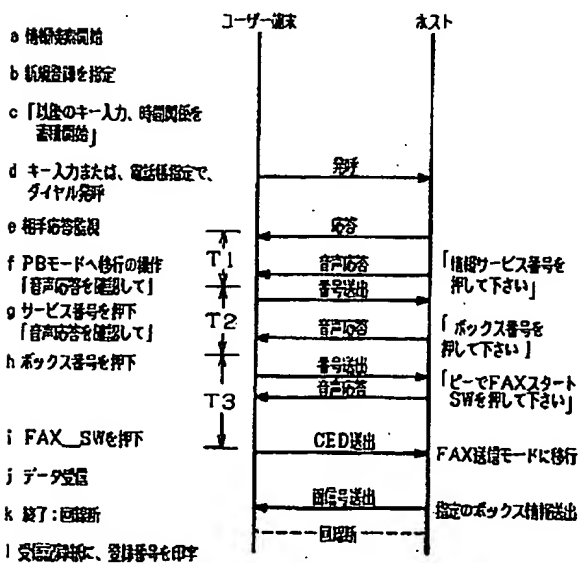 ユーザー端末
ホスト
a 情報検索開始
b 新規登録を指定
c 「以後のキー入力、時間関係を
蓄積開始」
d キー入力または、電話帳指定で、
ダイヤル発呼
発呼
e 相手応答監視
応答
T1
f PBモードへ移行の操作
「音声応答を確認して」
音声応答
「情報サービス番号を
押して下さい」
番号送出
g サービス番号を押下
「音声応答を確認して」
T2
音声応答
「ボックス番号を
押して下さい」
h ボックス番号を押下
番号送出
音声応答
「ピーでFAXスタート
SWを押して下さい」
T3
i FAX_SWを押下
CED送出
FAX送信モードに移行
j データ受信
画信号送出
指定のボックス情報送出
k 終了:回線断
回線断
l 受信記録紙に、登録番号を印字